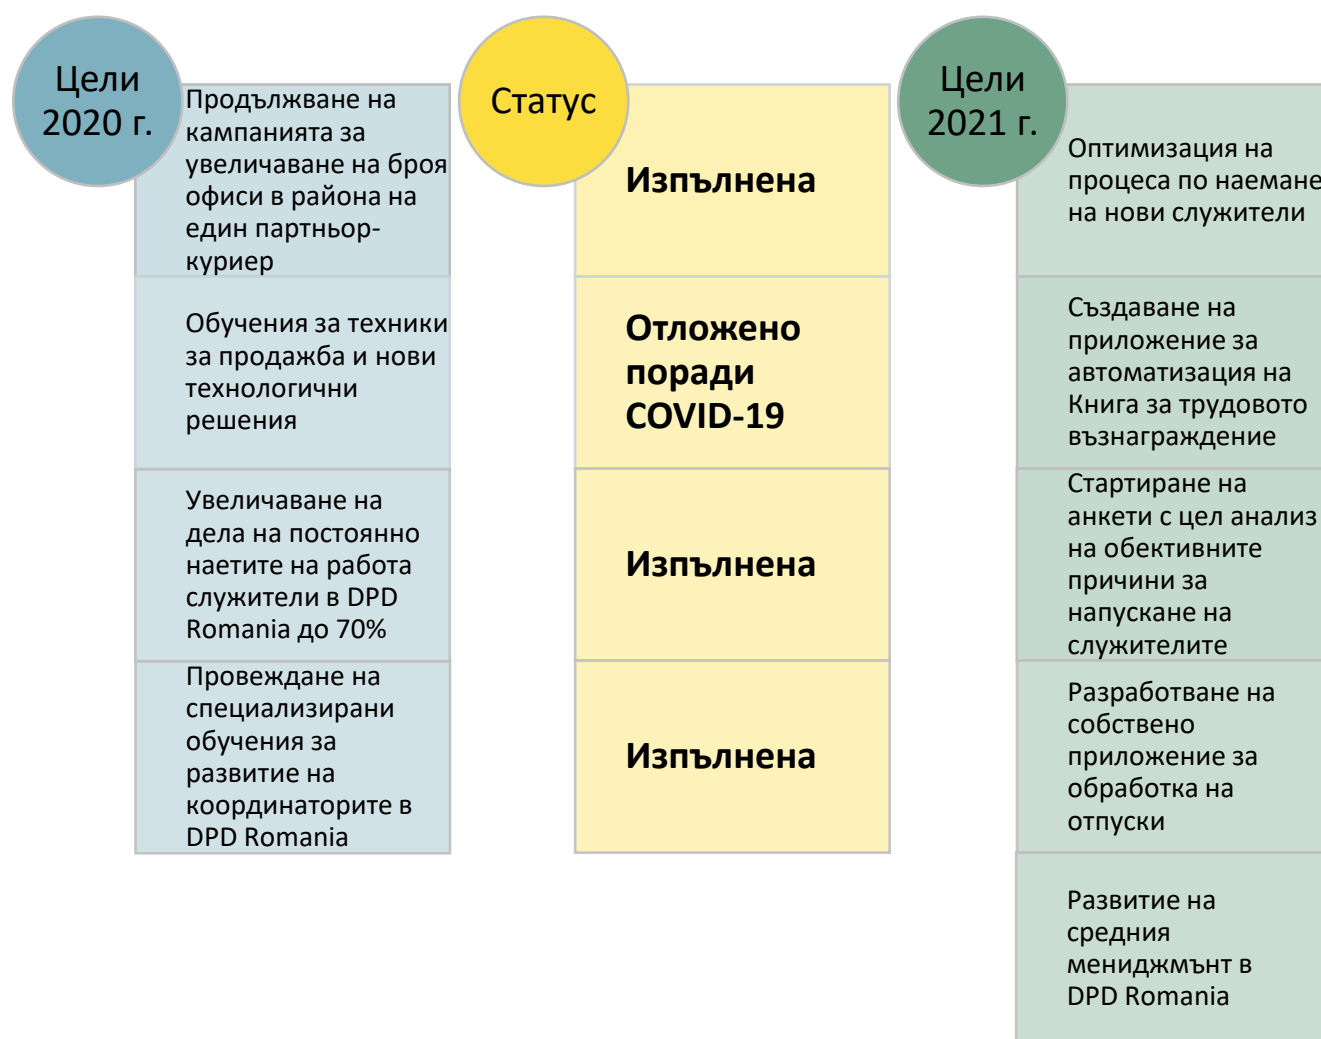 Цели
2020 г.
Продължване на
кампанията за
увеличаване на броя
офиси в района на
един партньор-
куриер
Обучения за техники
за продажба и нови
технологични
решения
Увеличаване на
дела на постоянно
наетите на работа
служители в DPD
Romania до 70%
Провеждане на
специализирани
обучения за
развитие на
координаторите в
DPD Romania
Статус
Изпълнена
Отложено
поради
COVID-19
Изпълнена
Изпълнена
Цели
2021 г.
Оптимизация на
процеса по наемане
на нови служители
Създаване на
приложение за
автоматизация на
Книга за трудовото
възнаграждение
Стартиране на
анкети с цел анализ
на обективните
причини за
напускане на
служителите
Разработване на
собствено
приложение за
обработка на
отпуски
Развитие на
средния
мениджмънт в
DPD Romania